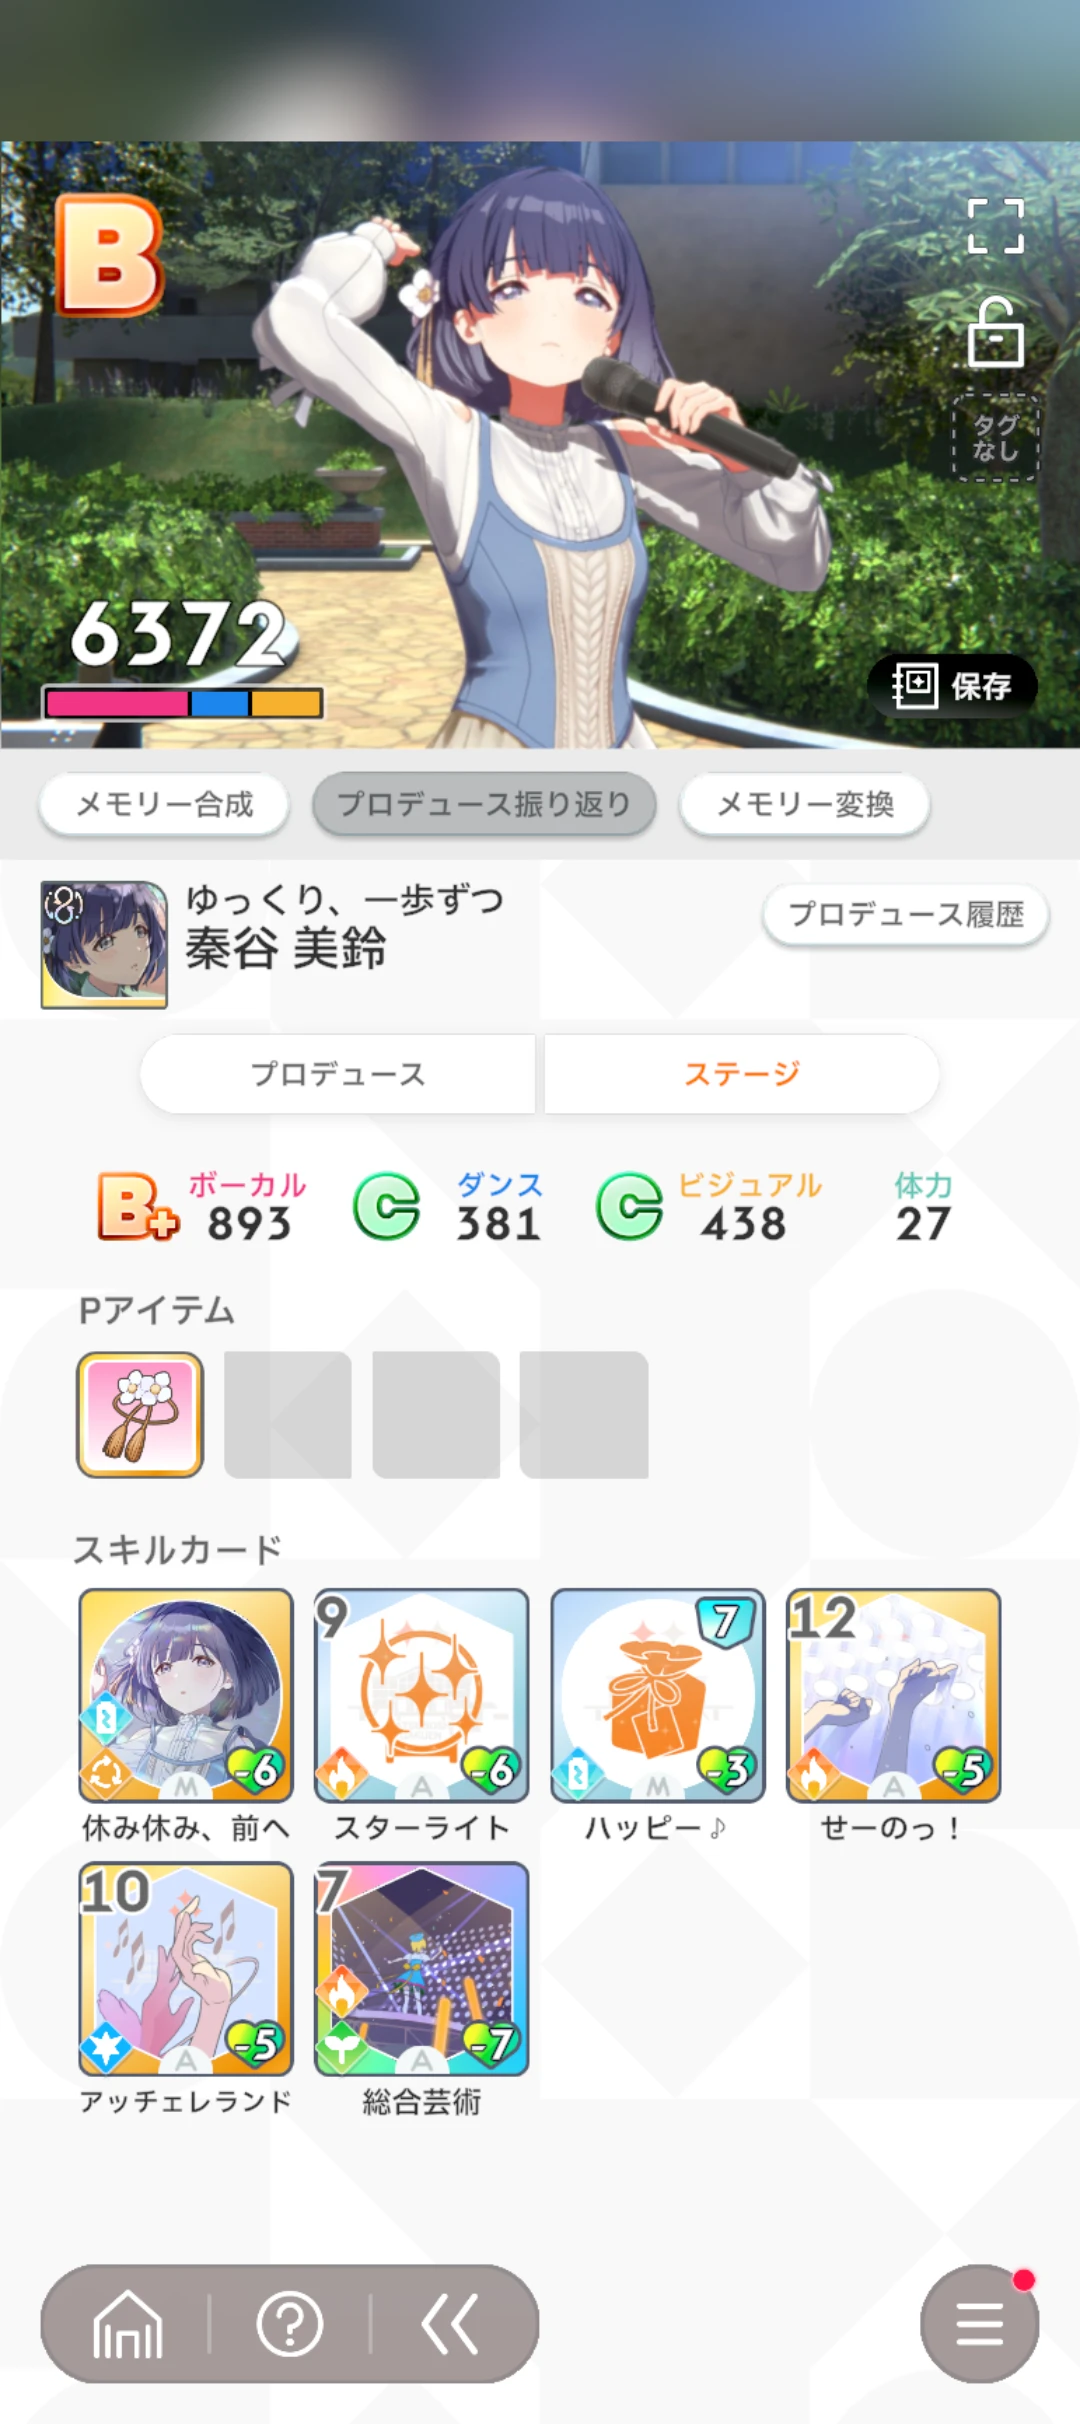 B
タグ
なし
6372
保存
メモリー合成 プロデュース振り返り メモリー変換
ゆっくり、一歩ずつ
秦谷 美鈴
プロデュース履歴
プロデュース ステージ
B+ ボーカル 893 C ダンス 381 C ビジュアル 438 体力 27
Pアイテム
スキルカード
M -6 9 A -6 7 M -3 12 A -5
休み休み、前へ スターライト ハッピー♪ せーのっ！
10 A -5 7 A -7
アッチェレランド 総合芸術